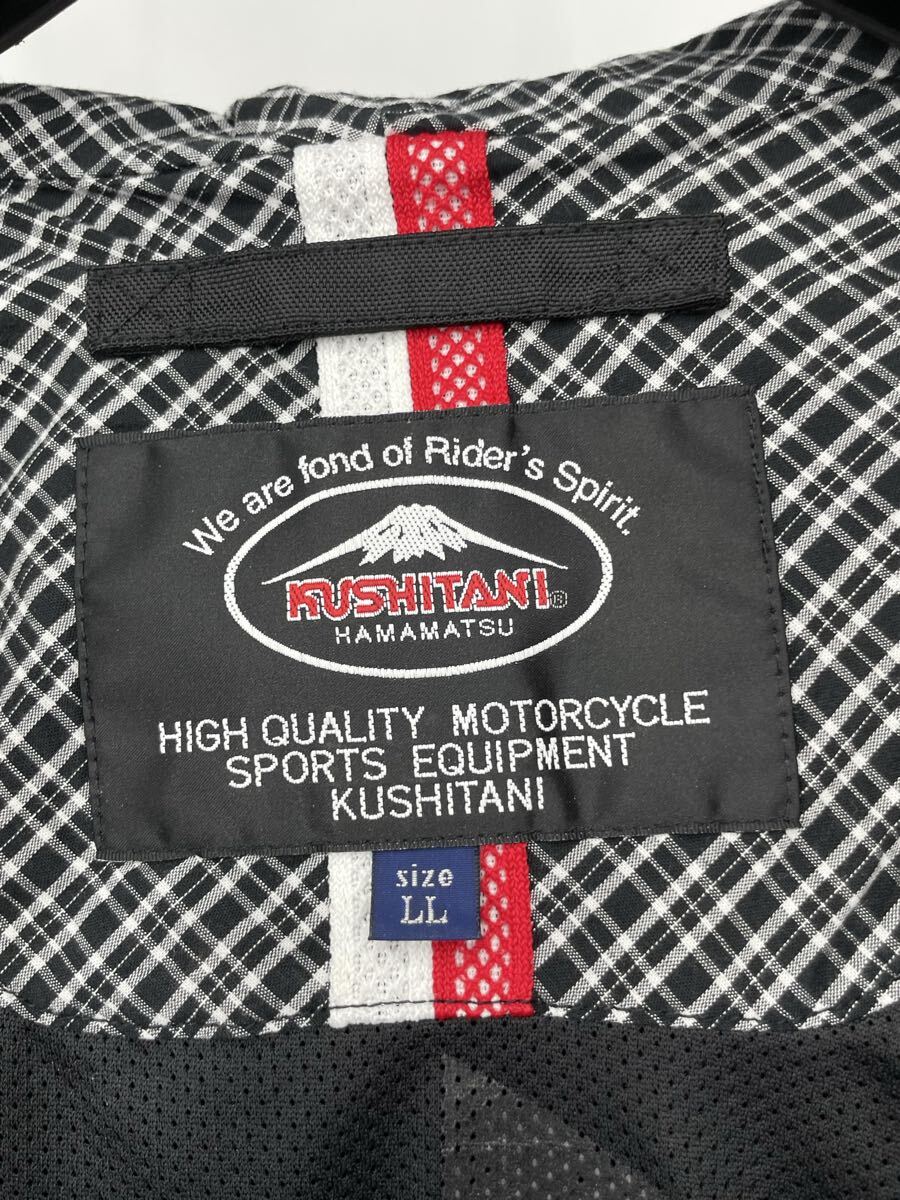 We are fond of Rider's Spirit.
KUSHITANI®
HAMAMATSU
HIGH QUALITY MOTORCYCLE
SPORTS EQUIPMENT
KUSHITANI
size
LL